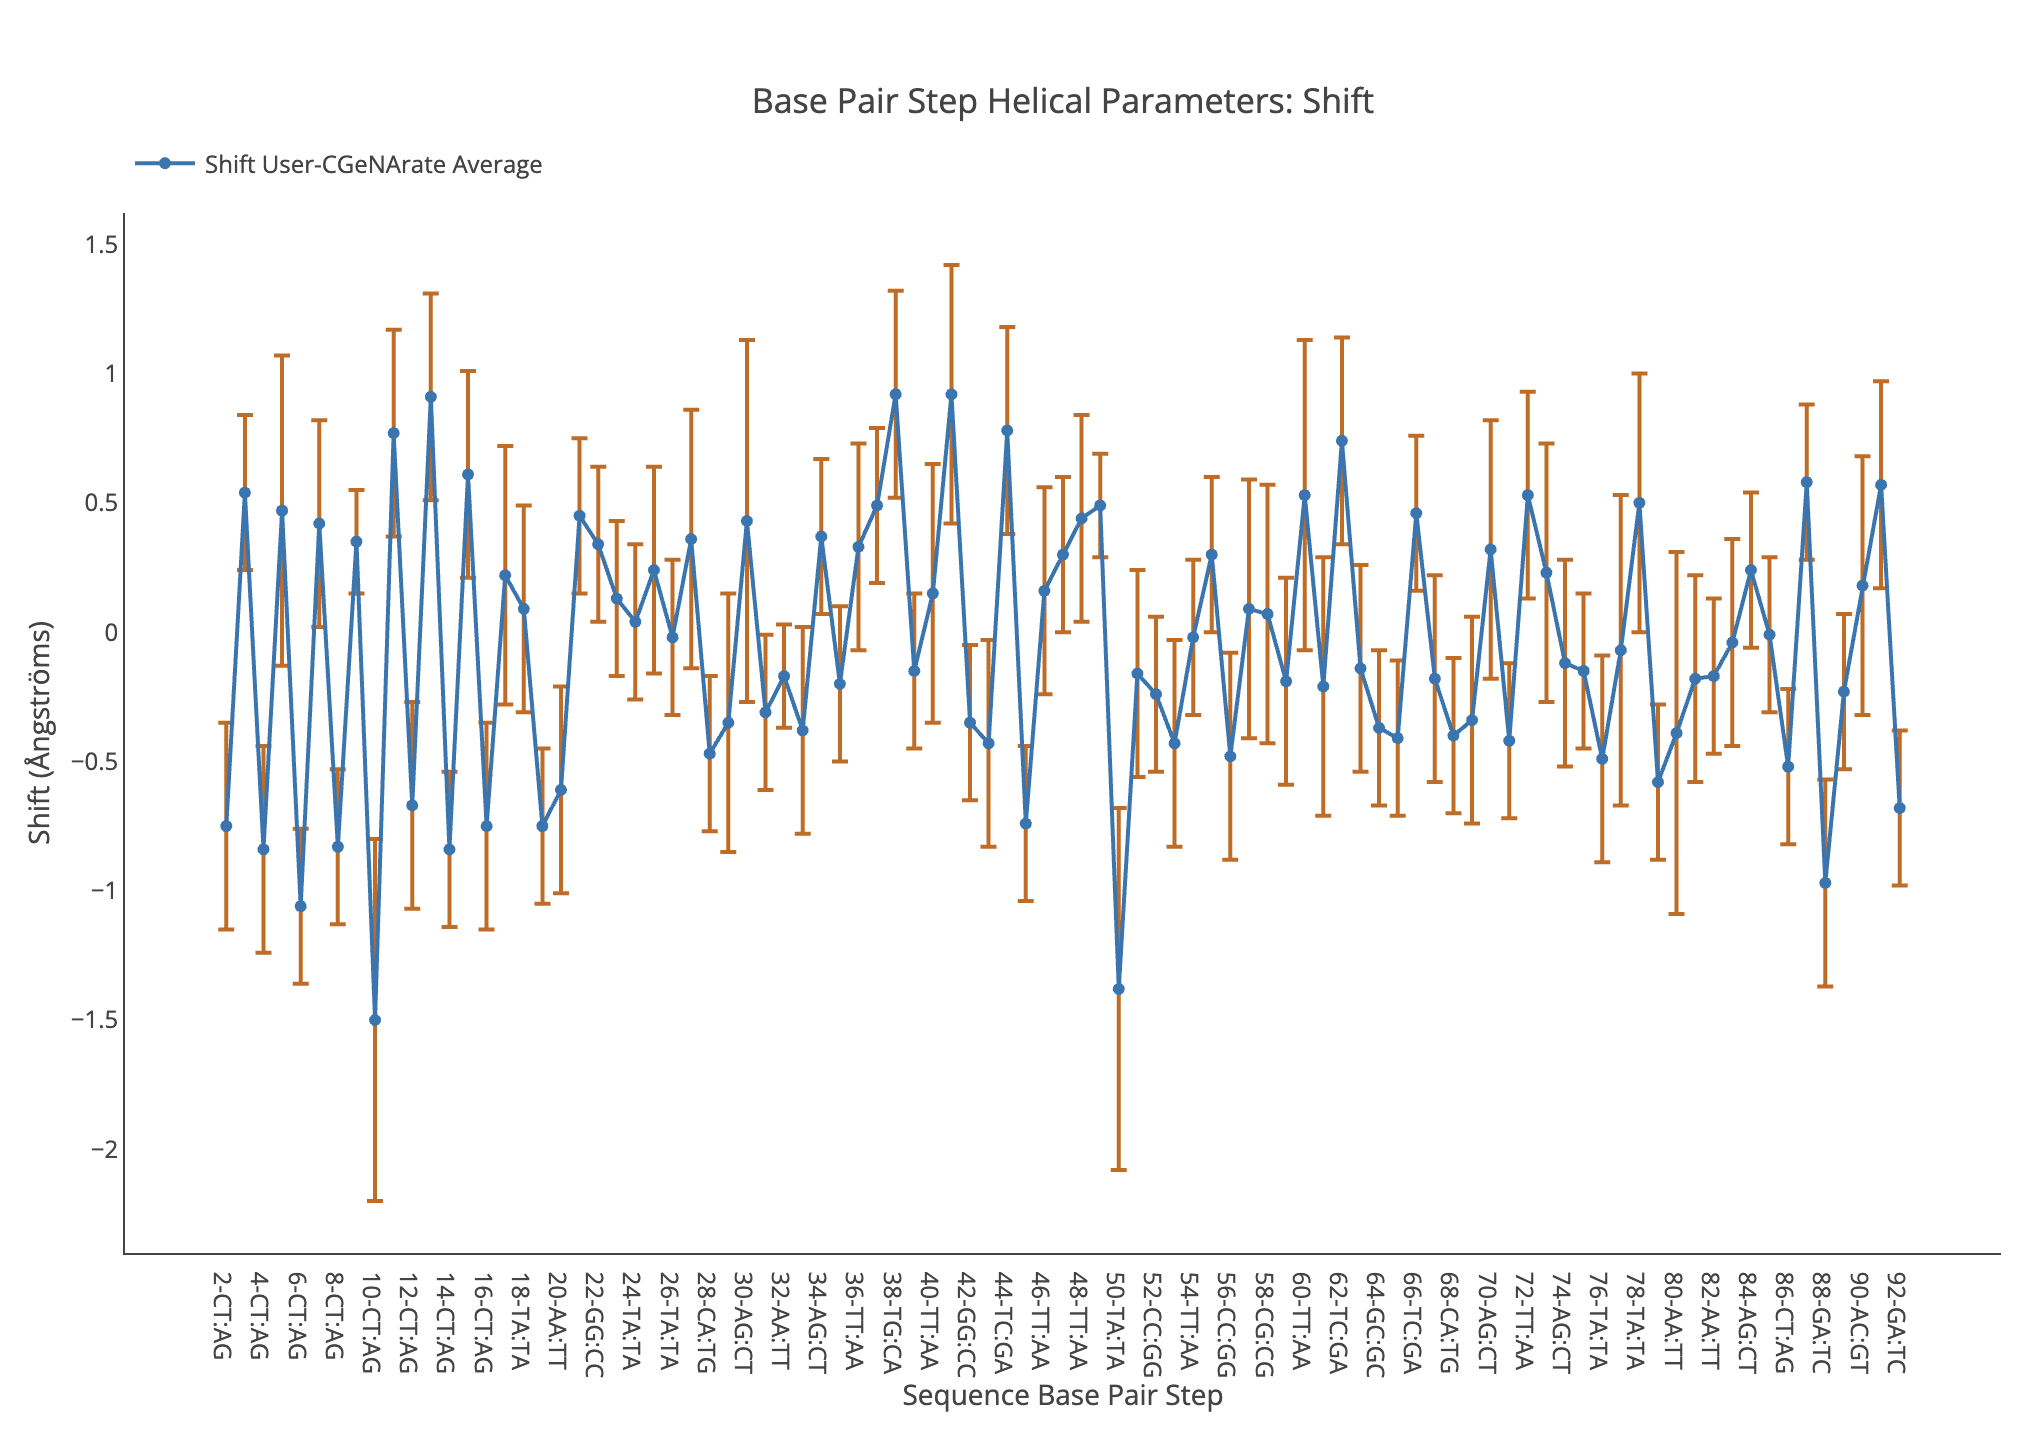 Base Pair Step Helical Parameters: Shift
Shift User-CGeNArate Average
1.5
1
0.5
0
−0.5
−1
−1.5
−2
Shift (Ångströms)
2-CT:AG
4-CT:AG
6-CT:AG
8-CT:AG
10-CT:AG
12-CT:AG
14-CT:AG
16-CT:AG
18-TA:TA
20-AA:TT
22-GG:CC
24-TA:TA
26-TA:TA
28-CA:TG
30-AG:CT
32-AA:TT
34-AG:CT
36-TT:AA
38-TG:CA
40-TT:AA
42-GG:CC
44-TC:GA
46-TT:AA
48-TT:AA
50-TA:TA
52-CC:GG
54-TT:AA
56-CC:GG
58-CG:CG
60-TT:AA
62-TC:GA
64-GC:GC
66-TC:GA
68-CA:TG
70-AG:CT
72-TT:AA
74-AG:CT
76-TA:TA
78-TA:TA
80-AA:TT
82-AA:TT
84-AG:CT
86-CT:AG
88-GA:TC
90-AC:GT
92-GA:TC
Sequence Base Pair Step